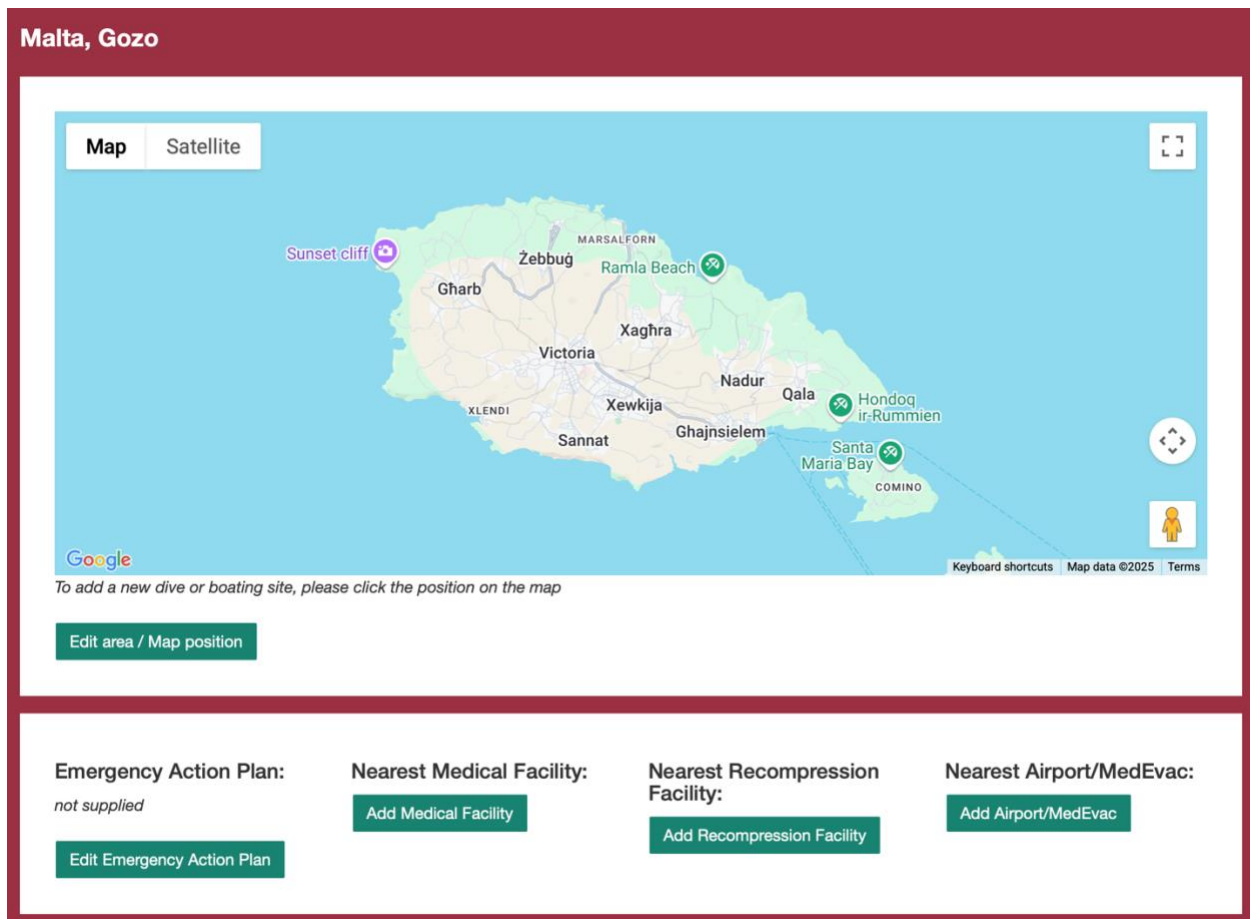 Malta, Gozo
Map
Satellite
MARSALFORN
Sunset cliff
Żebbuġ
Ramla Beach
Għarb
Xagħra
Victoria
Nadur
Qala
Hondoq
ir-Rummien
XLENDI
Xewkija
Sannat
Għajnsielem
Santa
Maria Bay
COMINO
Google
Keyboard shortcuts
Map data ©2025
Terms
To add a new dive or boating site, please click the position on the map
Edit area / Map position
Emergency Action Plan:
not supplied
Edit Emergency Action Plan
Nearest Medical Facility:
Add Medical Facility
Nearest Recompression
Facility:
Add Recompression Facility
Nearest Airport/MedEvac:
Add Airport/MedEvac